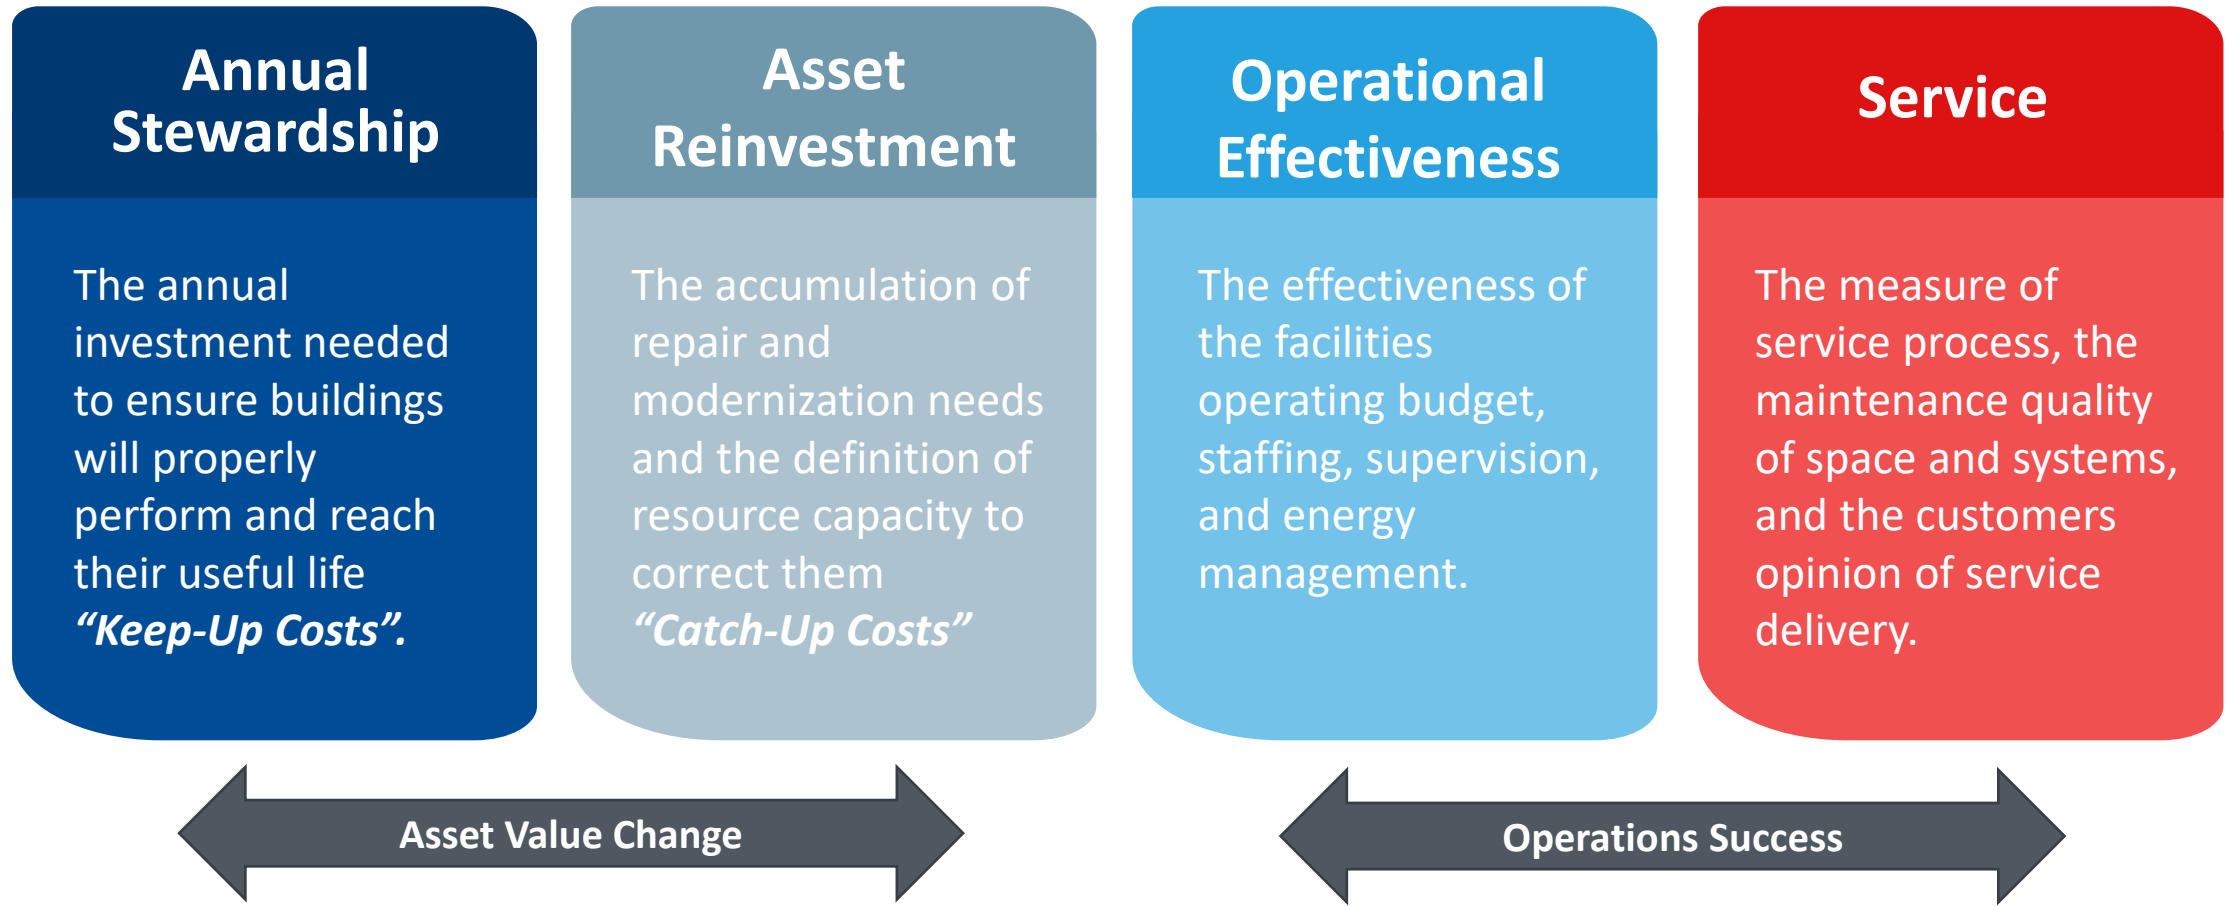 Annual
Stewardship
The annual
investment needed
to ensure buildings
will properly
perform and reach
their useful life
“Keep-Up Costs”.
Asset
Reinvestment
The accumulation of
repair and
modernization needs
and the definition of
resource capacity to
correct them
“Catch-Up Costs”
Operational
Effectiveness
The effectiveness of
the facilities
operating budget,
staffing, supervision,
and energy
management.
Service
The measure of
service process, the
maintenance quality
of space and systems,
and the customers
opinion of service
delivery.
Asset Value Change
Operations Success